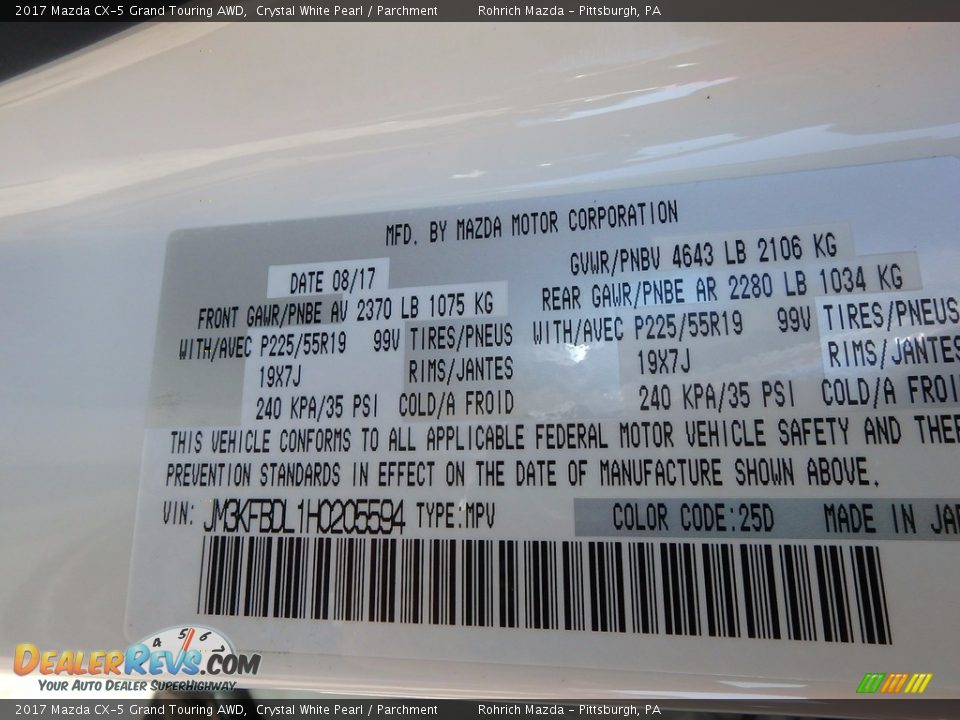 2017 Mazda CX-5 Grand Touring AWD, Crystal White Pearl / Parchment Rohrich Mazda - Pittsburgh, PA
MFD. BY MAZDA MOTOR CORPORATION
DATE 08/17 GVWR/PNBV 4643 LB 2106 KG
FRONT GAWR/PNBE AV 2370 LB 1075 KG REAR GAWR/PNBE AR 2280 LB 1034 KG
WITH/AVEC P225/55R19 99V TIRES/PNEUS WITH/AVEC P225/55R19 99V TIRES/PNEUS
19X7J RIMS/JANTES 19X7J RIMS/JANTES
240 KPA/35 PSI COLD/A FROID 240 KPA/35 PSI COLD/A FROI
THIS VEHICLE CONFORMS TO ALL APPLICABLE FEDERAL MOTOR VEHICLE SAFETY AND THEF
PREVENTION STANDARDS IN EFFECT ON THE DATE OF MANUFACTURE SHOWN ABOVE.
VIN: JM3KFBDL1H0205594 TYPE:MPV COLOR CODE:25D MADE IN JAP
4 5 6
DealerRevs.com
Your Auto Dealer SuperHighway
2017 Mazda CX-5 Grand Touring AWD, Crystal White Pearl / Parchment Rohrich Mazda - Pittsburgh, PA